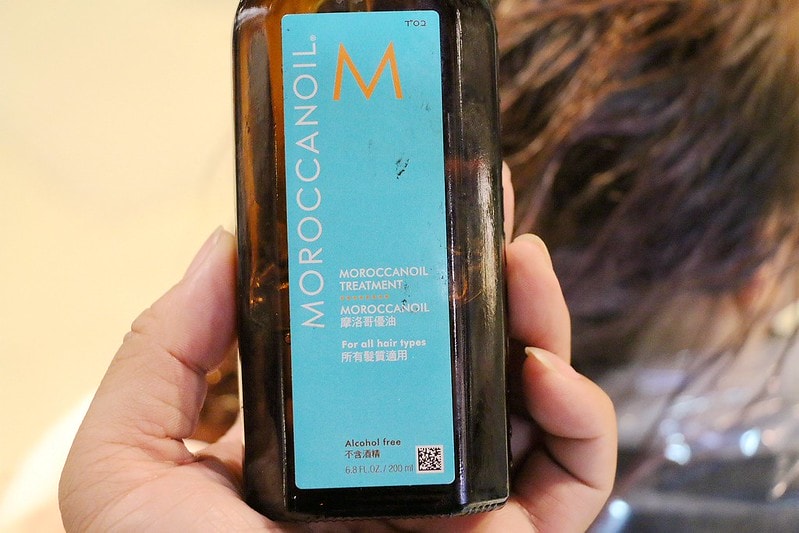 M
MOROCCANOIL®
MOROCCANOIL
TREATMENT
MOROCCANOIL
摩洛哥優油
For all hair types
所有髮質適用
Alcohol free
不含酒精
6.8 FL.OZ./200 ml